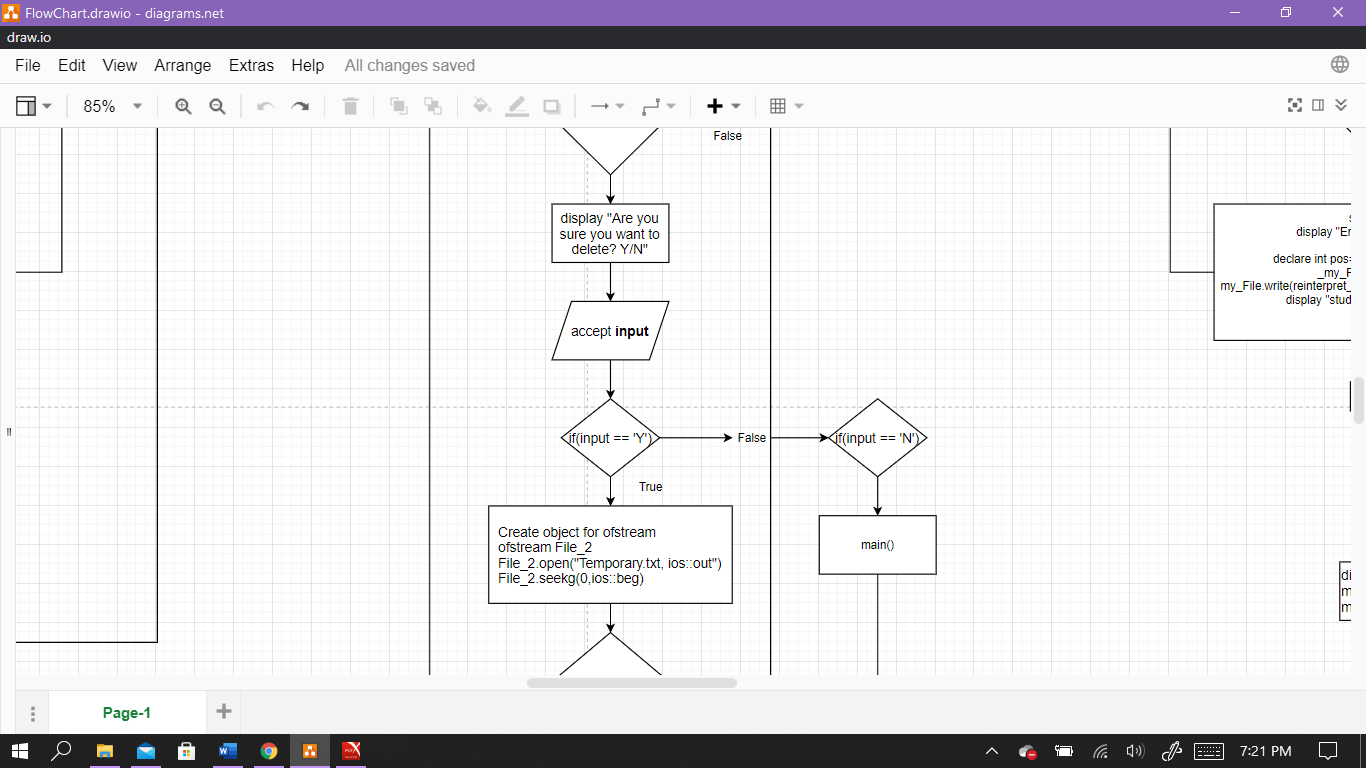 FlowChart.drawio - diagrams.net
draw.io
File Edit View Arrange Extras Help All changes saved
85%
False
display "Are you
sure you want to
delete? Y/N"
display "Er
declare int pos=
_my_F
my_File.write(reinterpret_
display "stud
accept input
if(input == 'Y')
False
if(input == 'N')
True
Create object for ofstream
ofstream File_2
File_2.open("Temporary.txt, ios::out")
File_2.seekg(0,ios::beg)
main()
di
m
m
Page-1
7:21 PM